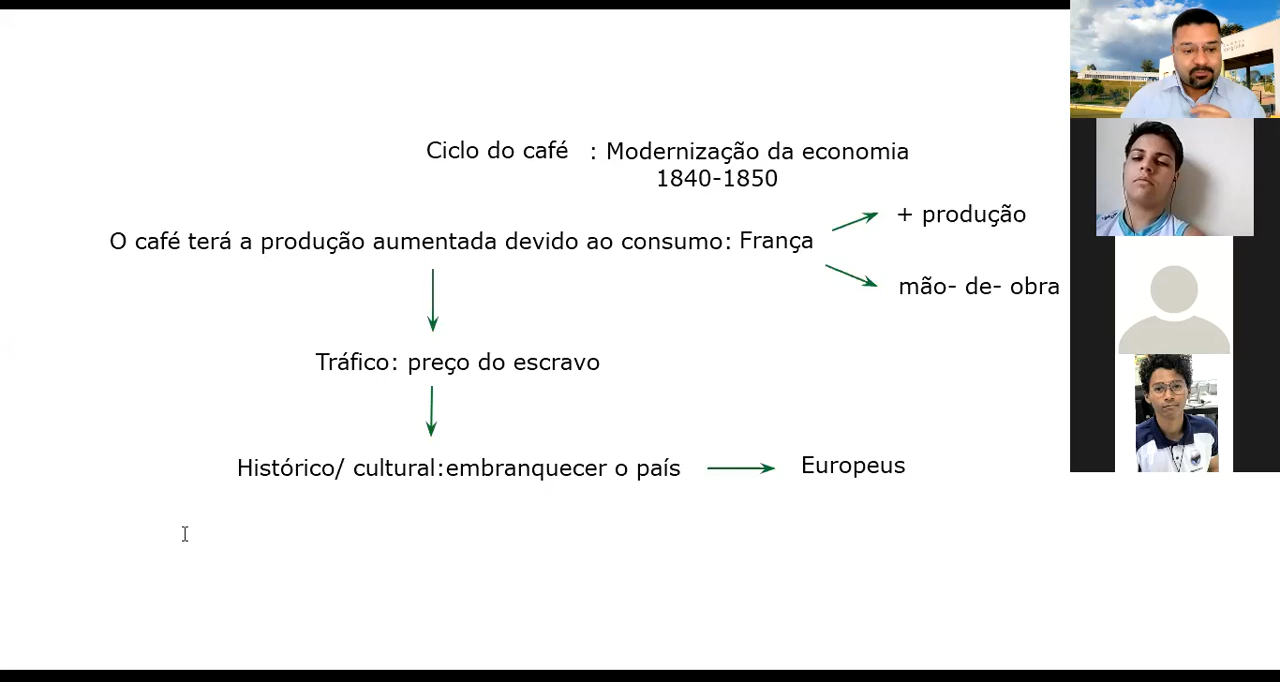 Ciclo do café : Modernização da economia
1840-1850
+ produção
O café terá a produção aumentada devido ao consumo: França
mão- de- obra
Tráfico: preço do escravo
Histórico/ cultural:embranquecer o país
Europeus